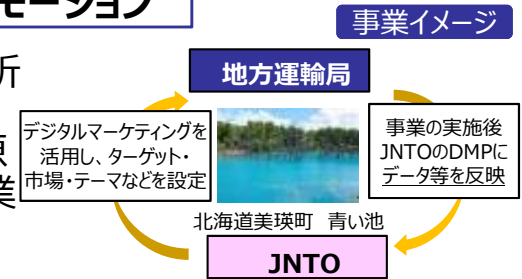 モーション
事業イメージ
析
地方運輸局
デジタルマーケティングを
活用し、ターゲット・
市場・テーマなどを設定
業
事業の実施後
JNTOのDMPに
データ等を反映
北海道美瑛町 青い池
JNTO